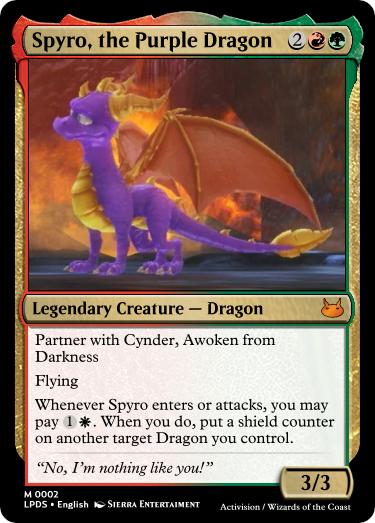 Spyro, the Purple Dragon 2
Legendary Creature — Dragon
Partner with Cynder, Awoken from
Darkness
Flying
Whenever Spyro enters or attacks, you may
pay 1. When you do, put a shield counter
on another target Dragon you control.
“No, I’m nothing like you!”
3/3
M 0002
LPDS • English SIERRA ENTERTAIMENT
Activision / Wizards of the Coast